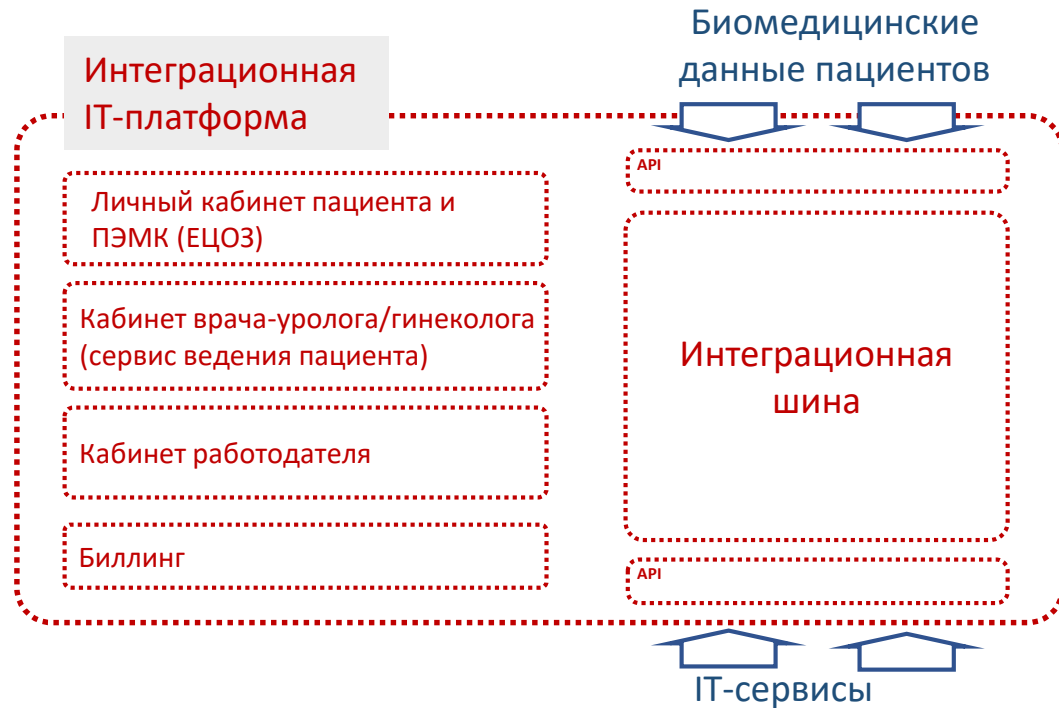 Биомедицинские
данные пациентов
Интеграционная
IT-платформа
API
Личный кабинет пациента и
ПЭМК (ЕЦОЗ)
Кабинет врача-уролога/гинеколога
(сервис ведения пациента)
Интеграционная
шина
Кабинет работодателя
Биллинг
API
IT-сервисы